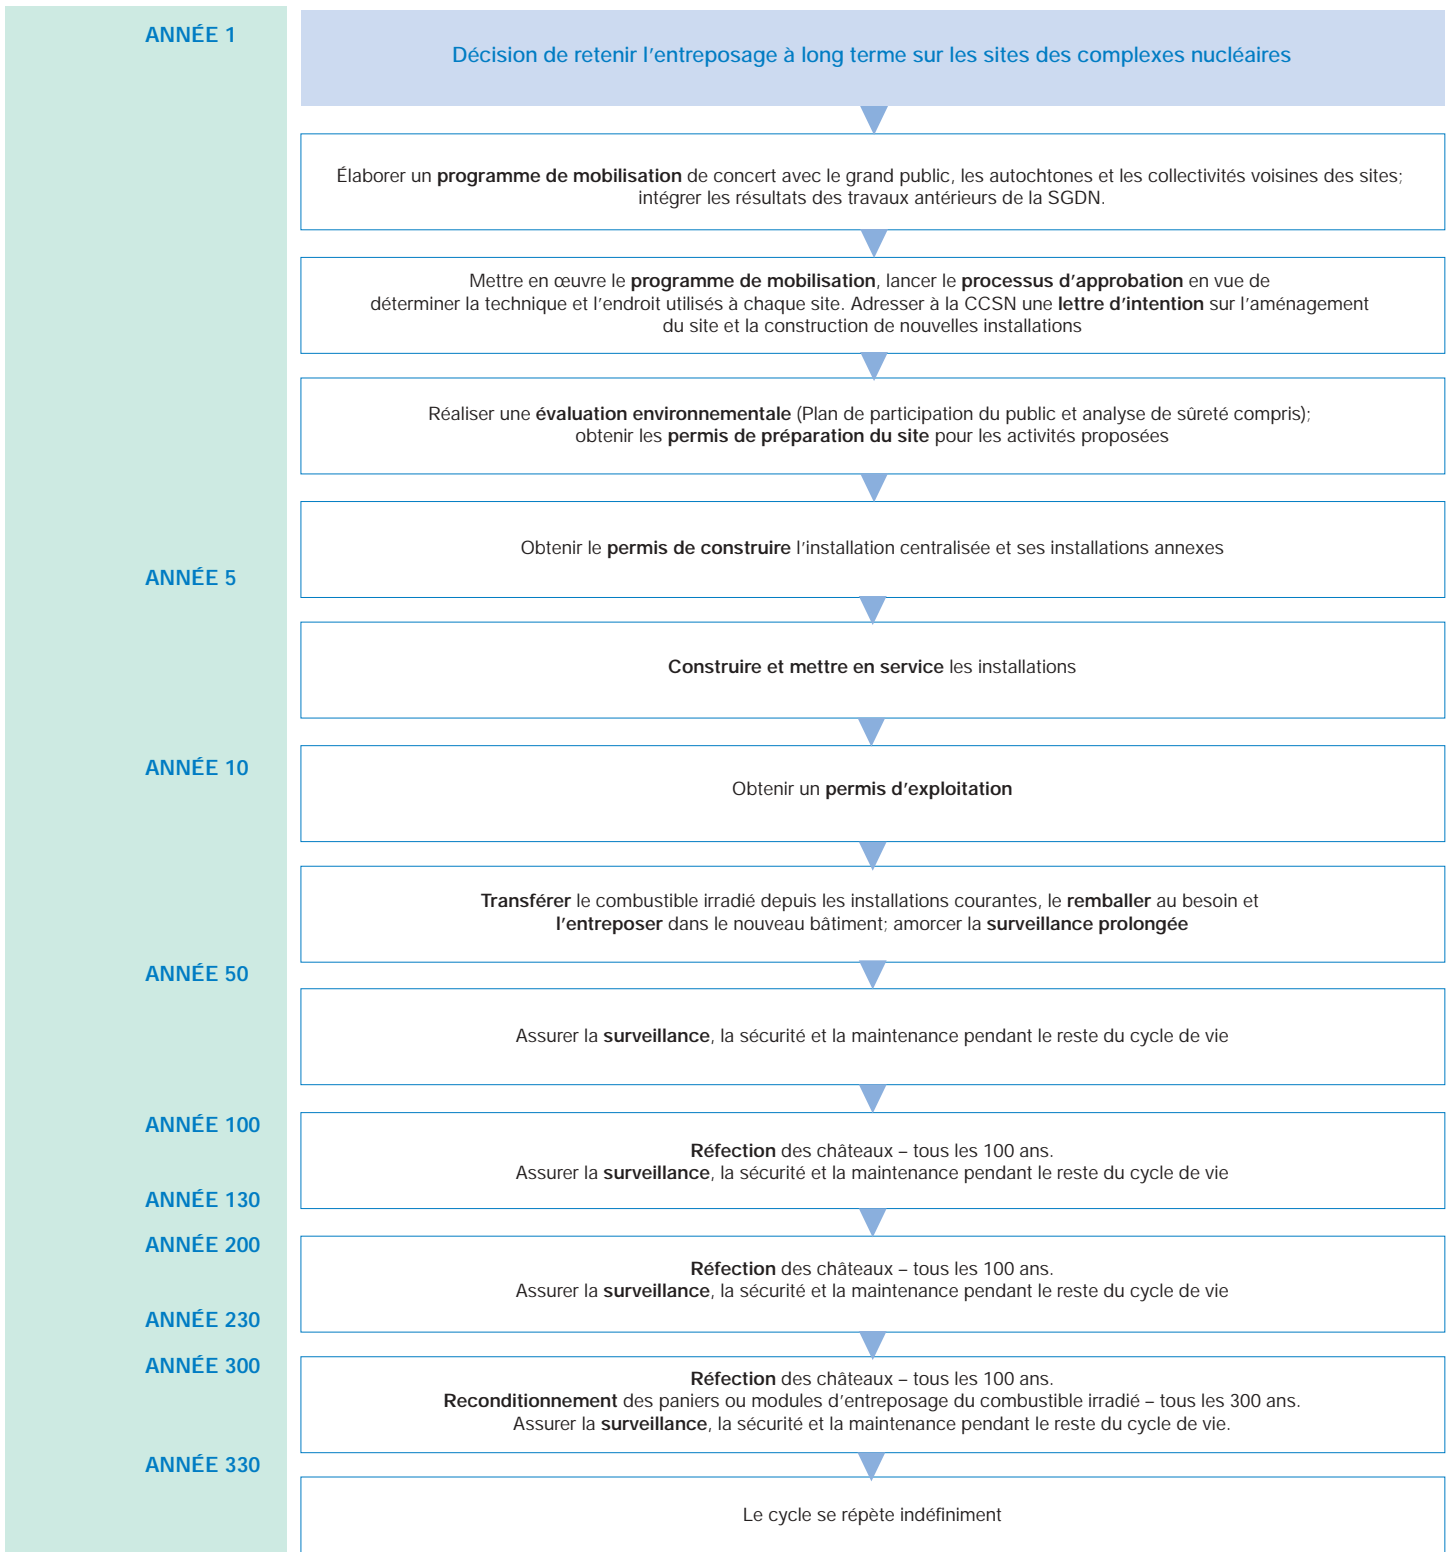 ANNÉE 1
Décision de retenir l'entreposage à long terme sur les sites des complexes nucléaires
Élaborer un programme de mobilisation de concert avec le grand public, les autochtones et les collectivités voisines des sites;
intégrer les résultats des travaux antérieurs de la SGDN.
Mettre en œuvre le programme de mobilisation, lancer le processus d'approbation en vue de
déterminer la technique et l'endroit utilisés à chaque site. Adresser à la CCSN une lettre d'intention sur l'aménagement
du site et la construction de nouvelles installations
Réaliser une évaluation environnementale (Plan de participation du public et analyse de sûreté compris);
obtenir les permis de préparation du site pour les activités proposées
Obtenir le permis de construire l'installation centralisée et ses installations annexes
ANNÉE 5
Construire et mettre en service les installations
ANNÉE 10
Obtenir un permis d'exploitation
Transférer le combustible irradié depuis les installations courantes, le remballer au besoin et
l'entreposer dans le nouveau bâtiment; amorcer la surveillance prolongée
ANNÉE 50
Assurer la surveillance, la sécurité et la maintenance pendant le reste du cycle de vie
ANNÉE 100
Réfection des châteaux – tous les 100 ans.
Assurer la surveillance, la sécurité et la maintenance pendant le reste du cycle de vie
ANNÉE 130
ANNÉE 200
Réfection des châteaux – tous les 100 ans.
Assurer la surveillance, la sécurité et la maintenance pendant le reste du cycle de vie
ANNÉE 230
ANNÉE 300
Réfection des châteaux – tous les 100 ans.
Reconditionnement des paniers ou modules d'entreposage du combustible irradié – tous les 300 ans.
Assurer la surveillance, la sécurité et la maintenance pendant le reste du cycle de vie.
ANNÉE 330
Le cycle se répète indéfiniment